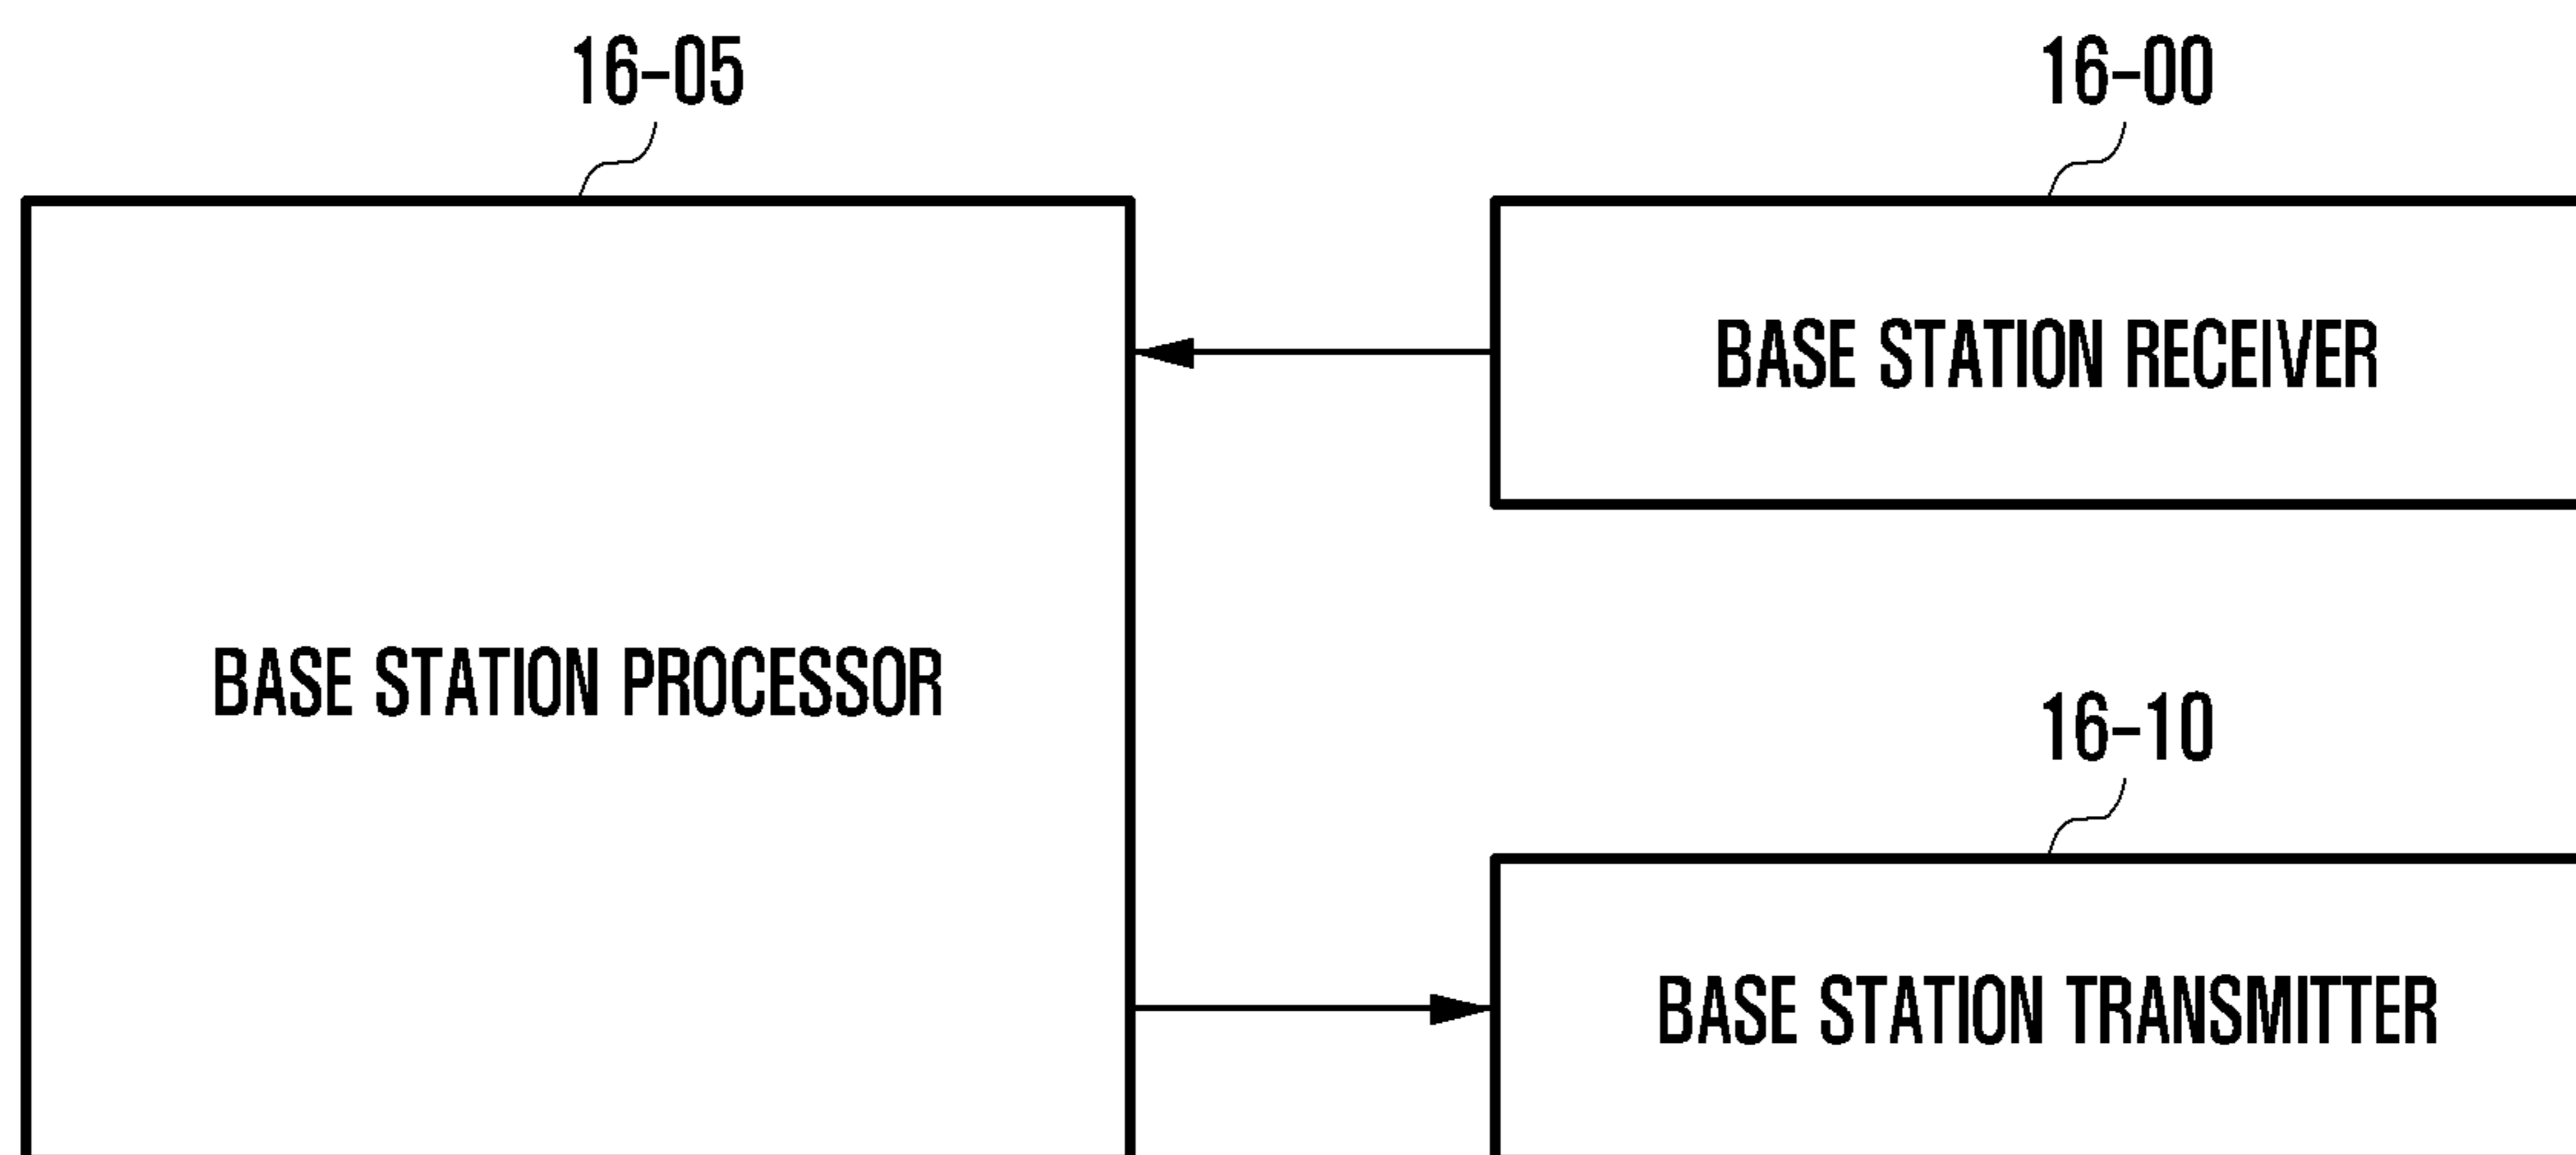 16-05
16-00
BASE STATION RECEIVER
BASE STATION PROCESSOR
16-10
BASE STATION TRANSMITTER